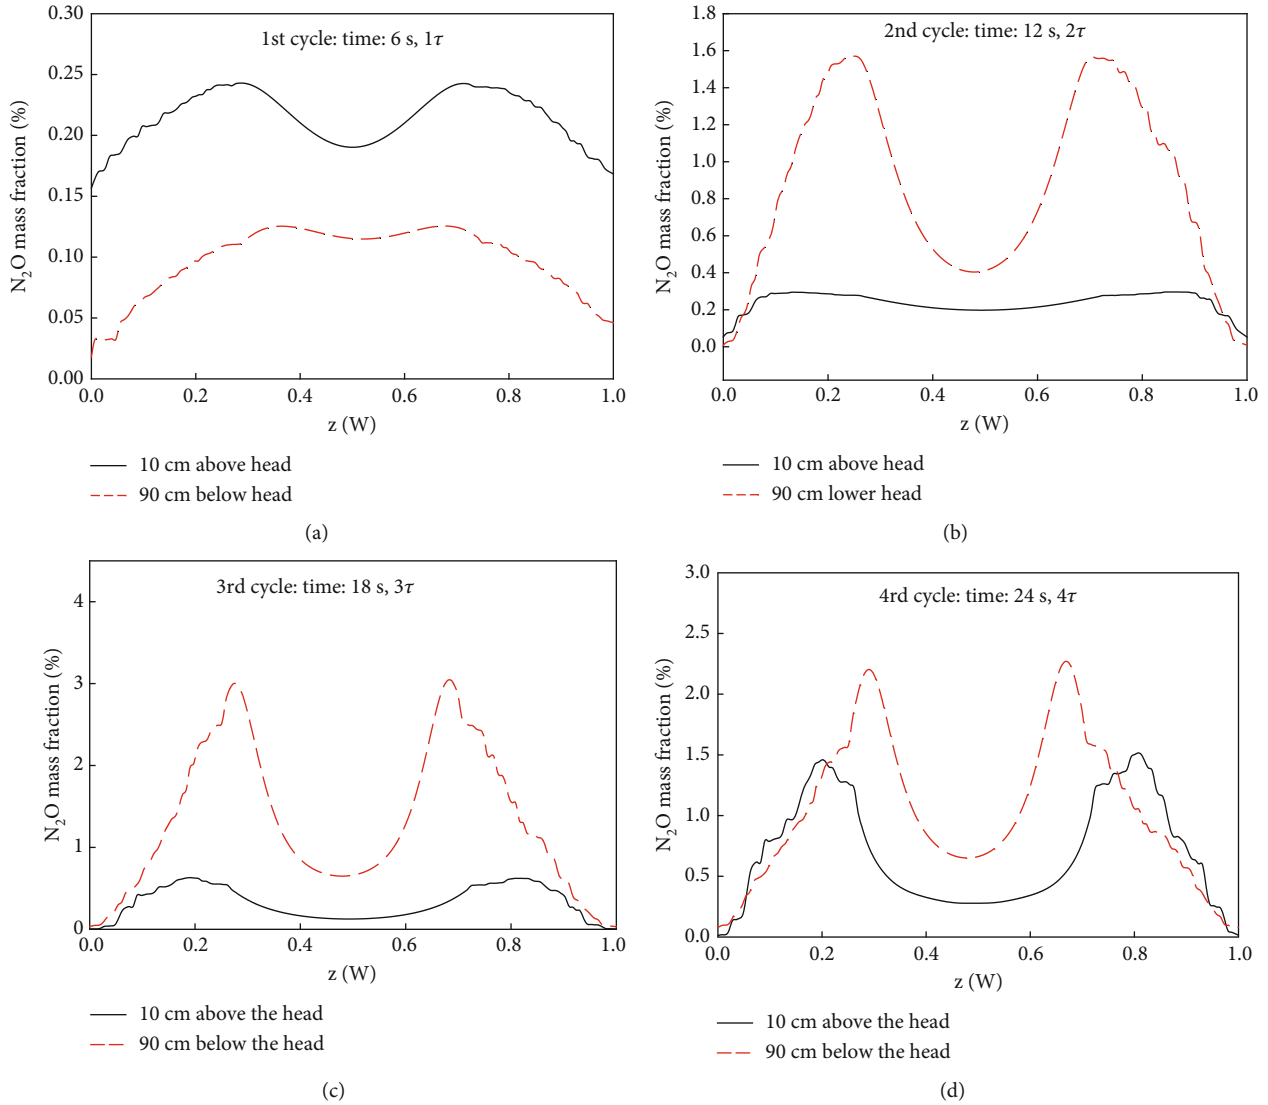 1st cycle: time: 6 s, 1τ
N₂O mass fraction (%)
0.30
0.25
0.20
0.15
0.10
0.05
0.00
0.0 0.2 0.4 0.6 0.8 1.0
z (W)
10 cm above head
90 cm below head
(a)
2nd cycle: time: 12 s, 2τ
N₂O mass fraction (%)
1.8
1.6
1.4
1.2
1.0
0.8
0.6
0.4
0.2
0.0
0.0 0.2 0.4 0.6 0.8 1.0
z (W)
10 cm above head
90 cm lower head
(b)
3rd cycle: time: 18 s, 3τ
N₂O mass fraction (%)
4
3
2
1
0
0.0 0.2 0.4 0.6 0.8 1.0
z (W)
10 cm above the head
90 cm below the head
(c)
4rd cycle: time: 24 s, 4τ
N₂O mass fraction (%)
3.0
2.5
2.0
1.5
1.0
0.5
0.0
0.0 0.2 0.4 0.6 0.8 1.0
z (W)
10 cm above the head
90 cm below the head
(d)